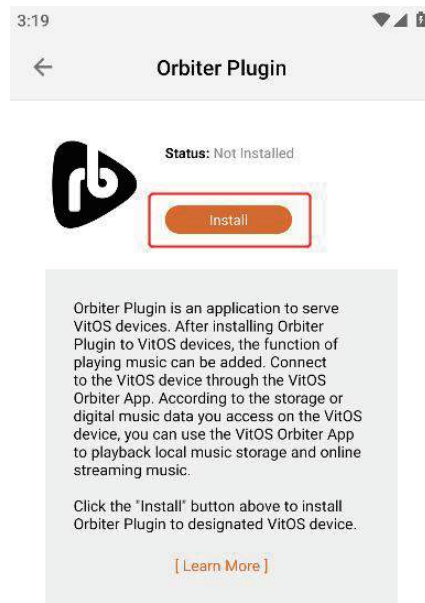 3:19
Orbiter Plugin
Status: Not Installed
rb
Install
Orbiter Plugin is an application to serve
VitOS devices. After installing Orbiter
Plugin to VitOS devices, the function of
playing music can be added. Connect
to the VitOS device through the VitOS
Orbiter App. According to the storage or
digital music data you access on the VitOS
device, you can use the VitOS Orbiter App
to playback local music storage and online
streaming music.
Click the "Install" button above to install
Orbiter Plugin to designated VitOS device.
[ Learn More ]